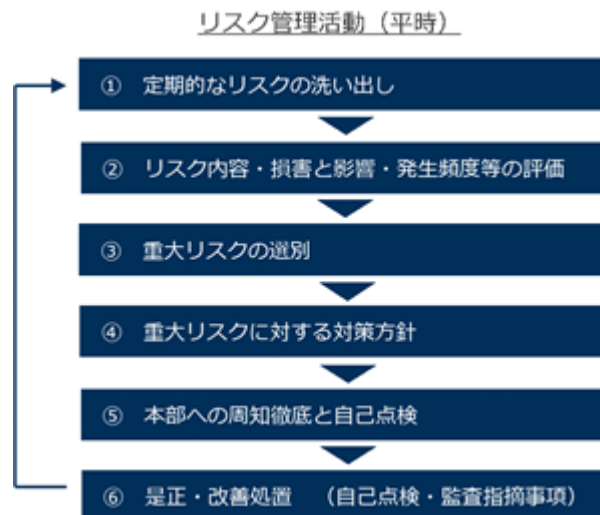 リスク管理活動（平時）
① 定期的なリスクの洗い出し
② リスク内容・損害と影響・発生頻度等の評価
③ 重大リスクの選別
④ 重大リスクに対する対策方針
⑤ 本部への周知徹底と自己点検
⑥ 是正・改善処置 （自己点検・監査指摘事項）